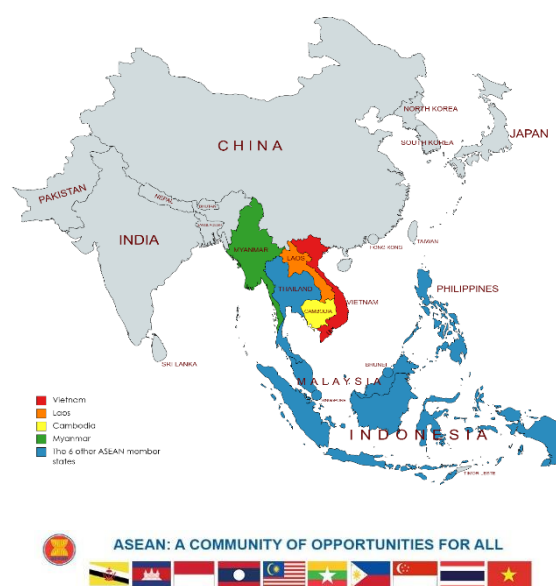 NORTH KOREA
JAPAN
SOUTH KOREA
CHINA
PAKISTAN
NEPAL
INDIA
HONG KONG
TAIWAN
MYANMAR
LAOS
THAILAND
VIETNAM
CAMBODIA
PHILIPPINES
SRI LANKA
BRUNEI
MALAYSIA
INDONESIA
Vietnam
Laos
Cambodia
Myanmar
The 6 other ASEAN member
states
ASEAN: A COMMUNITY OF OPPORTUNITIES FOR ALL